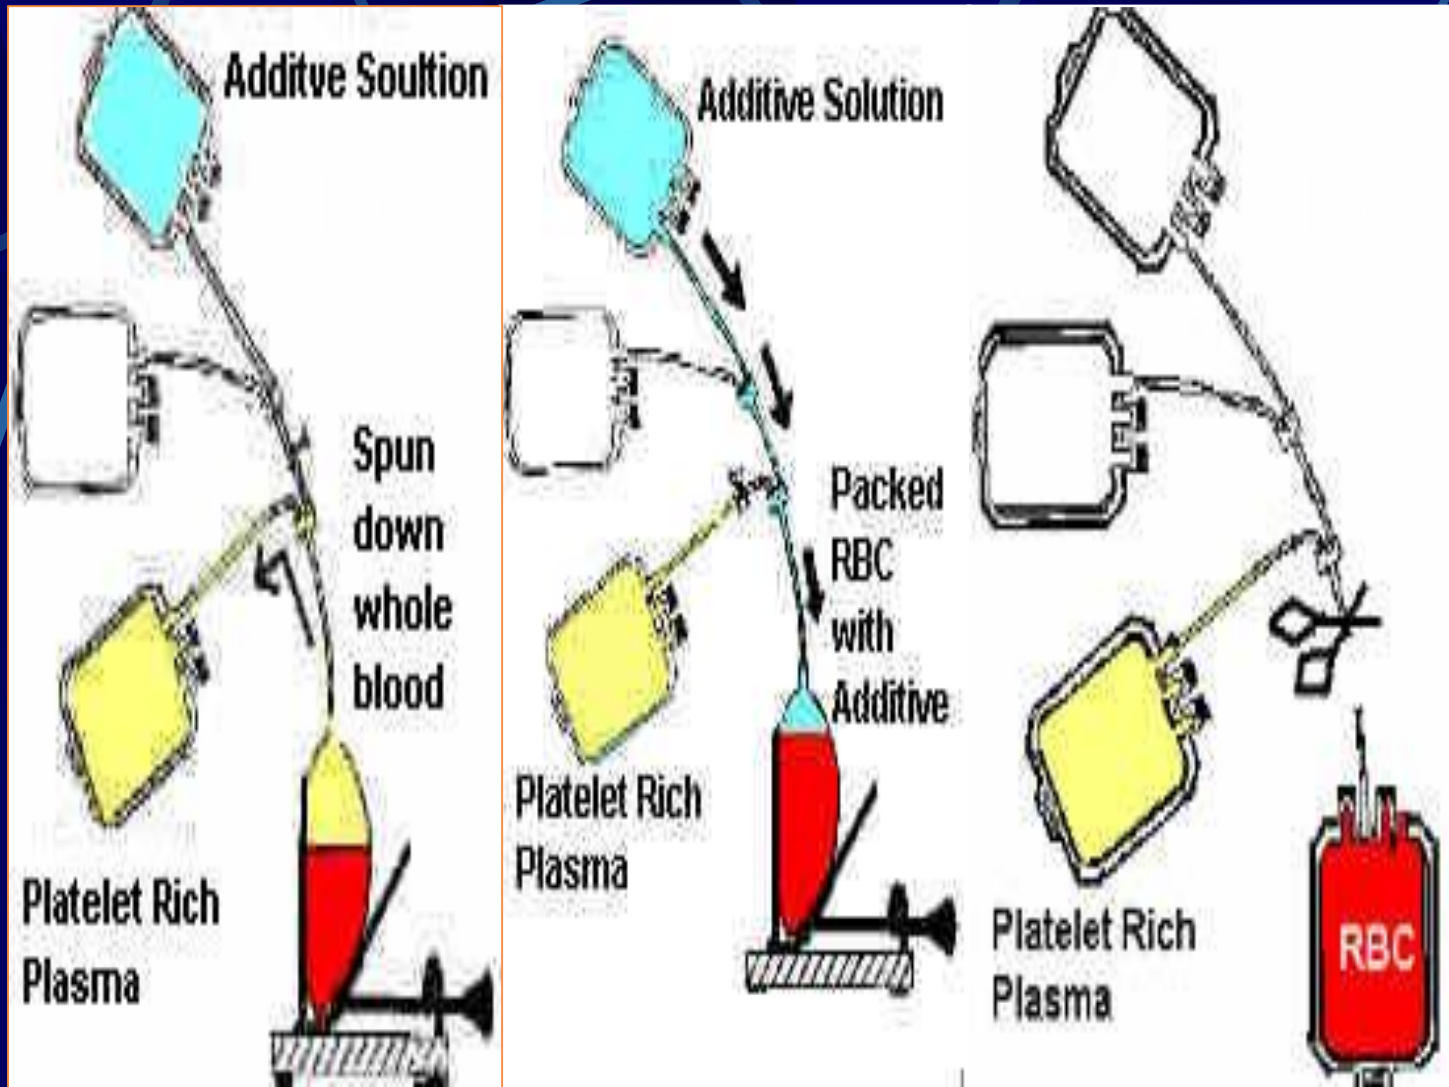 Additve Soultion
Spun
down
whole
blood
Platelet Rich
Plasma
Additive Solution
Packed
RBC
with
Additive
Platelet Rich
Plasma
Platelet Rich
Plasma
RBC